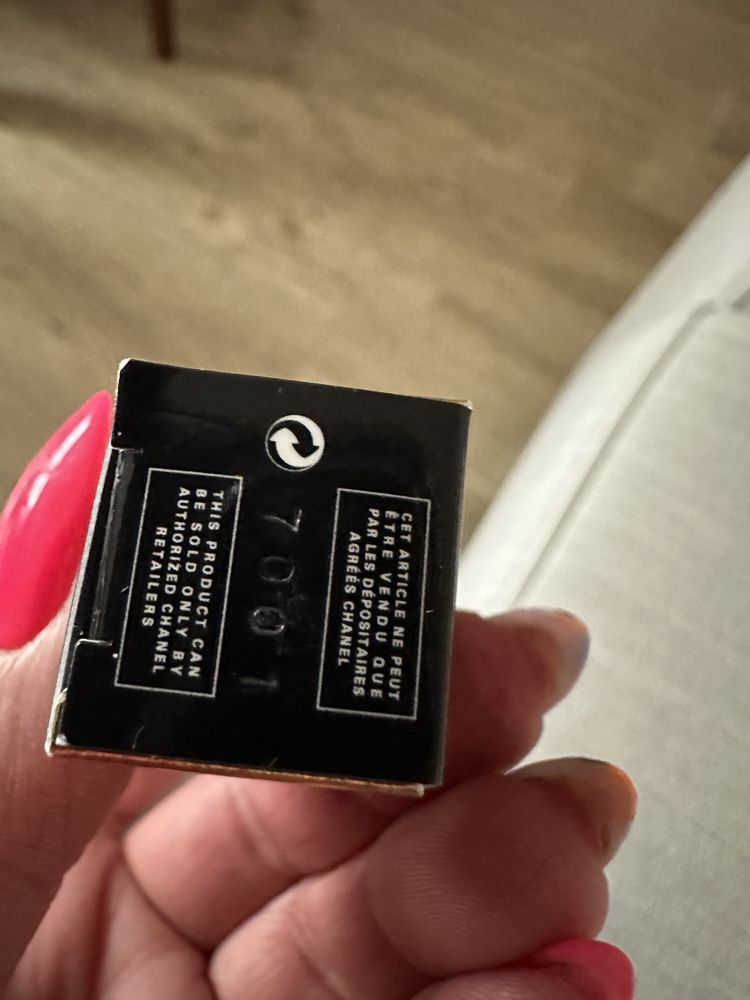 CET ARTICLE NE PEUT
ÊTRE VENDU QUE
PAR LES DÉPOSITAIRES
AGRÉÉS CHANEL
7001
THIS PRODUCT CAN
BE SOLD ONLY BY
AUTHORIZED CHANEL
RETAILERS